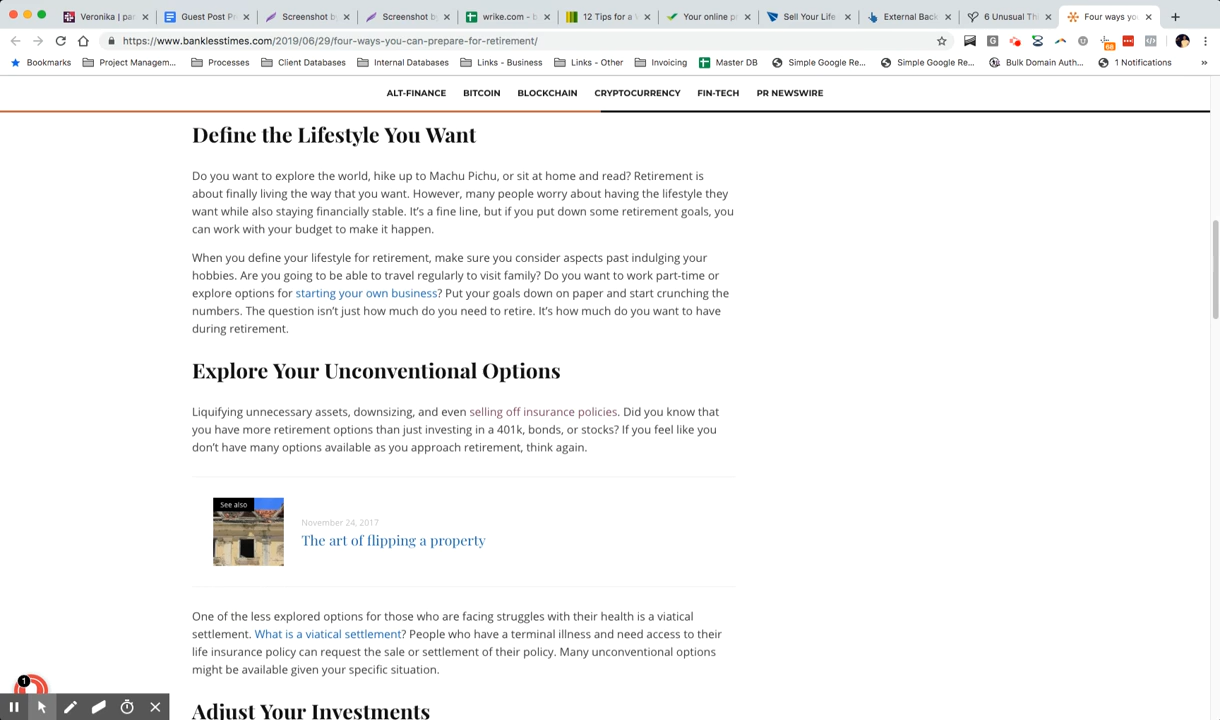 Veronika | pa
Guest Post P
Screenshot b
Screenshot b
wrike.com - b
12 Tips for a
Your online p
Sell Your Life
External Back
6 Unusual Th
Four ways yo
https://www.banklesstimes.com/2019/06/29/four-ways-you-can-prepare-for-retirement/
68
Bookmarks
Project Managem...
Processes
Client Databases
Internal Databases
Links - Business
Links - Other
Invoicing
Master DB
Simple Google Re...
Simple Google Re...
Bulk Domain Auth...
1 Notifications
»
ALT-FINANCE BITCOIN BLOCKCHAIN CRYPTOCURRENCY FIN-TECH PR NEWSWIRE
Define the Lifestyle You Want
Do you want to explore the world, hike up to Machu Pichu, or sit at home and read? Retirement is
about finally living the way that you want. However, many people worry about having the lifestyle they
want while also staying financially stable. It's a fine line, but if you put down some retirement goals, you
can work with your budget to make it happen.
When you define your lifestyle for retirement, make sure you consider aspects past indulging your
hobbies. Are you going to be able to travel regularly to visit family? Do you want to work part-time or
explore options for starting your own business? Put your goals down on paper and start crunching the
numbers. The question isn't just how much do you need to retire. It's how much do you want to have
during retirement.
Explore Your Unconventional Options
Liquifying unnecessary assets, downsizing, and even selling off insurance policies. Did you know that
you have more retirement options than just investing in a 401k, bonds, or stocks? If you feel like you
don't have many options available as you approach retirement, think again.
See also
November 24, 2017
The art of flipping a property
One of the less explored options for those who are facing struggles with their health is a viatical
settlement. What is a viatical settlement? People who have a terminal illness and need access to their
life insurance policy can request the sale or settlement of their policy. Many unconventional options
might be available given your specific situation.
1
Adjust Your Investments